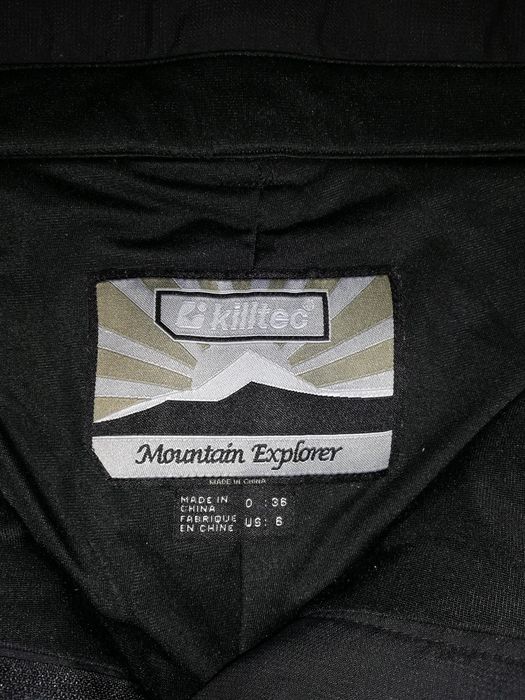 killtec
Mountain Explorer
MADE IN CHINA
MADE IN
CHINA
D :36
FABRIQUE
EN CHINE
US: 6